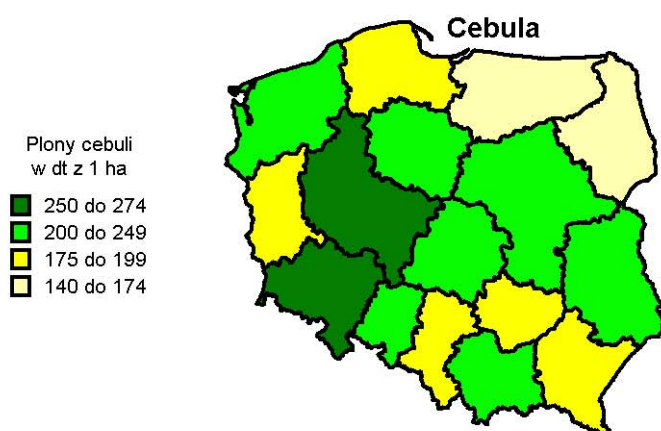 Cebula
Plony cebuli
w dt z 1 ha
250 do 274
200 do 249
175 do 199
140 do 174